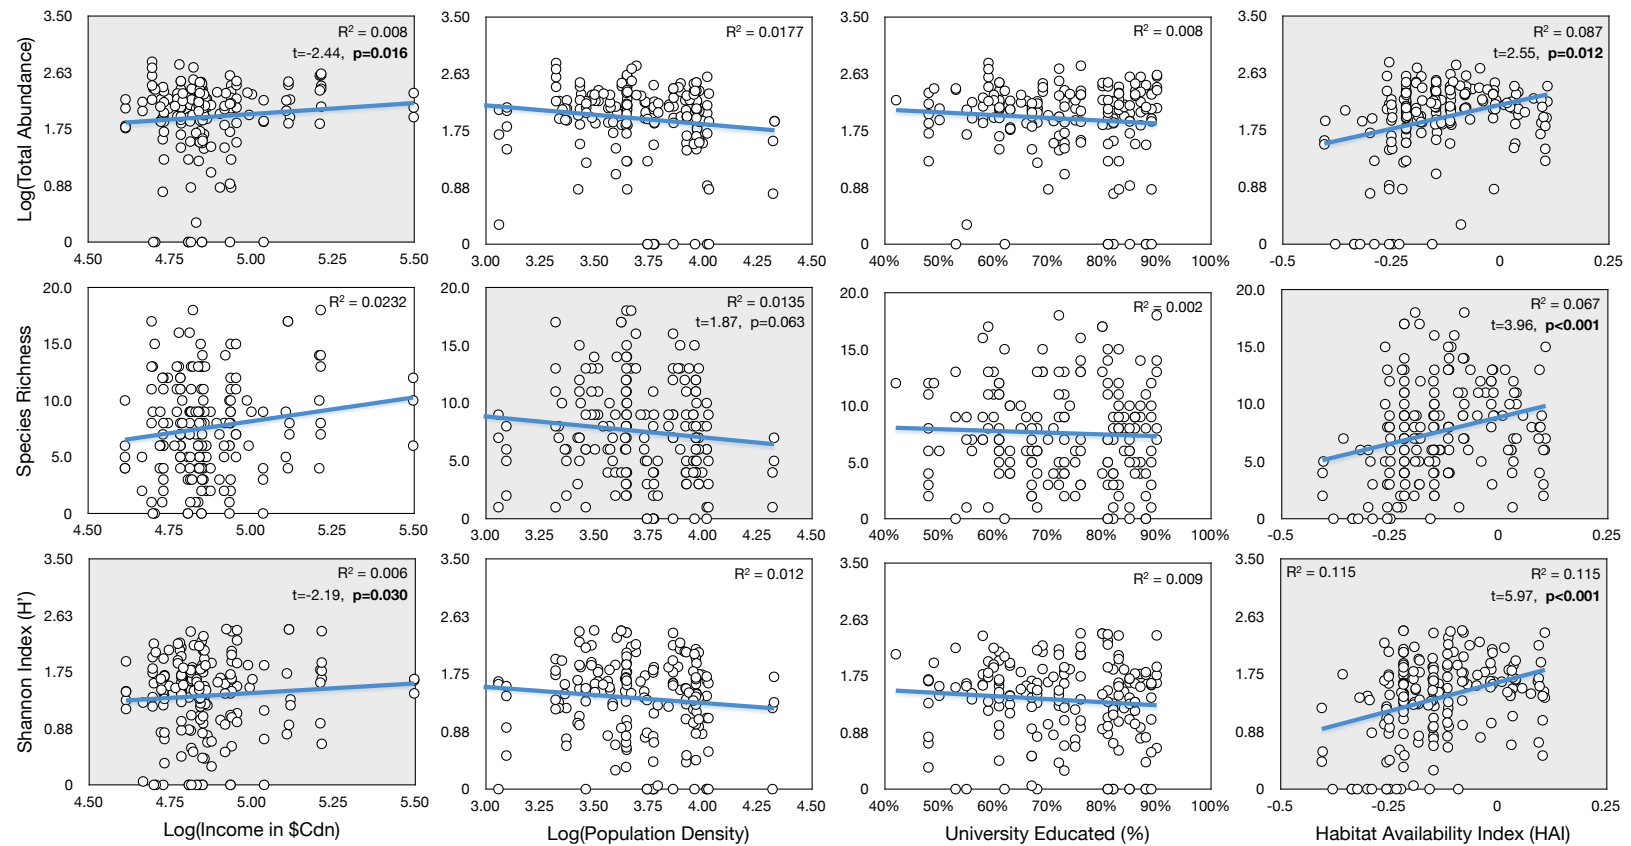 Log(Total Abundance)
3.50
2.63
1.75
0.88
0
R² = 0.008
t=-2.44, p=0.016
4.50 4.75 5.00 5.25 5.50
3.50
2.63
1.75
0.88
0
R² = 0.0177
3.00 3.25 3.50 3.75 4.00 4.25 4.50
3.50
2.63
1.75
0.88
0
R² = 0.008
40% 50% 60% 70% 80% 90% 100%
3.50
2.63
1.75
0.88
0
R² = 0.087
t=2.55, p=0.012
-0.5 -0.25 0 0.25
Species Richness
20.0
15.0
10.0
5.0
0
R² = 0.0232
4.50 4.75 5.00 5.25 5.50
20.0
15.0
10.0
5.0
0
R² = 0.0135
t=1.87, p=0.063
3.00 3.25 3.50 3.75 4.00 4.25 4.50
20.0
15.0
10.0
5.0
0
R² = 0.002
40% 50% 60% 70% 80% 90% 100%
20.0
15.0
10.0
5.0
0
R² = 0.067
t=3.96, p<0.001
-0.5 -0.25 0 0.25
Shannon Index (H’)
3.50
2.63
1.75
0.88
0
R² = 0.006
t=-2.19, p=0.030
4.50 4.75 5.00 5.25 5.50
Log(Income in $Cdn)
3.50
2.63
1.75
0.88
0
R² = 0.012
3.00 3.25 3.50 3.75 4.00 4.25 4.50
Log(Population Density)
3.50
2.63
1.75
0.88
0
R² = 0.009
40% 50% 60% 70% 80% 90% 100%
University Educated (%)
3.50
2.63
1.75
0.88
0
R² = 0.115
R² = 0.115
t=5.97, p<0.001
-0.5 -0.25 0 0.25
Habitat Availability Index (HAI)